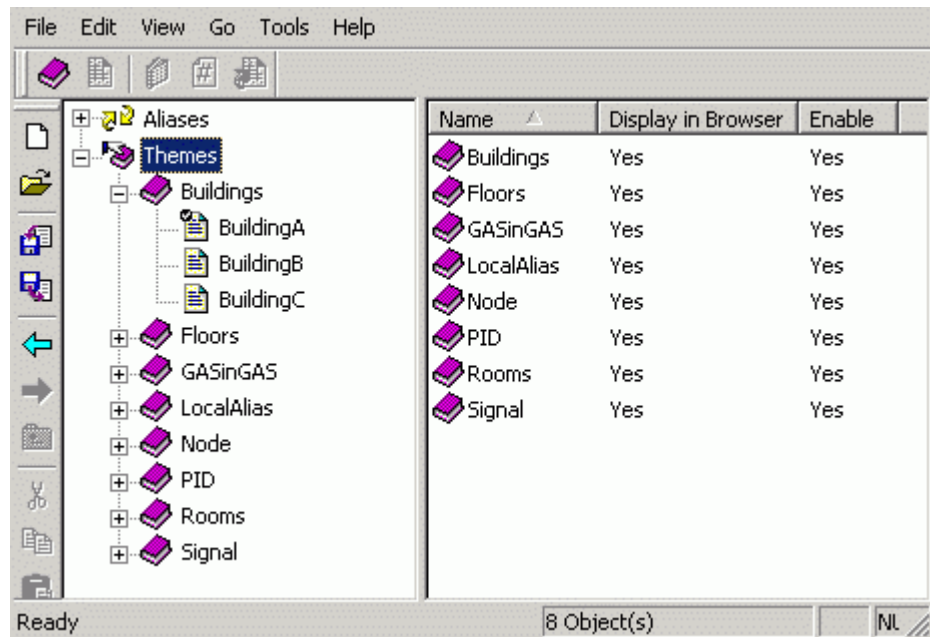 File Edit View Go Tools Help
Aliases
Themes
Buildings
BuildingA
BuildingB
BuildingC
Floors
GASinGAS
LocalAlias
Node
PID
Rooms
Signal
Name Display in Browser Enable
Buildings Yes Yes
Floors Yes Yes
GASinGAS Yes Yes
LocalAlias Yes Yes
Node Yes Yes
PID Yes Yes
Rooms Yes Yes
Signal Yes Yes
Ready 8 Object(s)